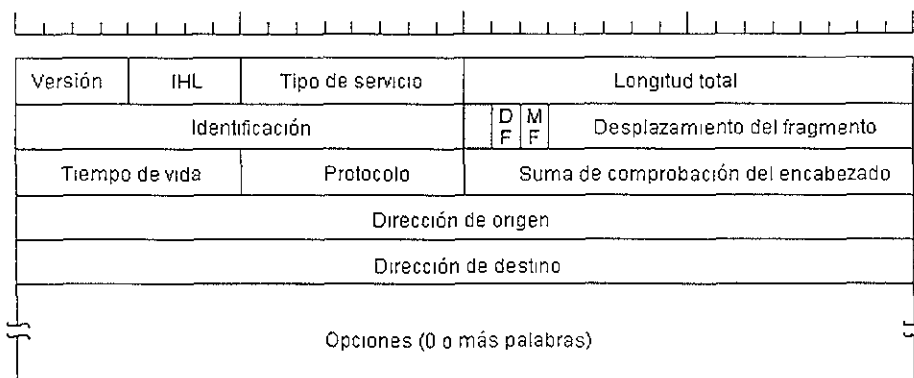 Versión IHL Tipo de servicio Longitud total
Identificación D F M F Desplazamiento del fragmento
Tiempo de vida Protocolo Suma de comprobación del encabezado
Dirección de origen
Dirección de destino
Opciones (0 o más palabras)